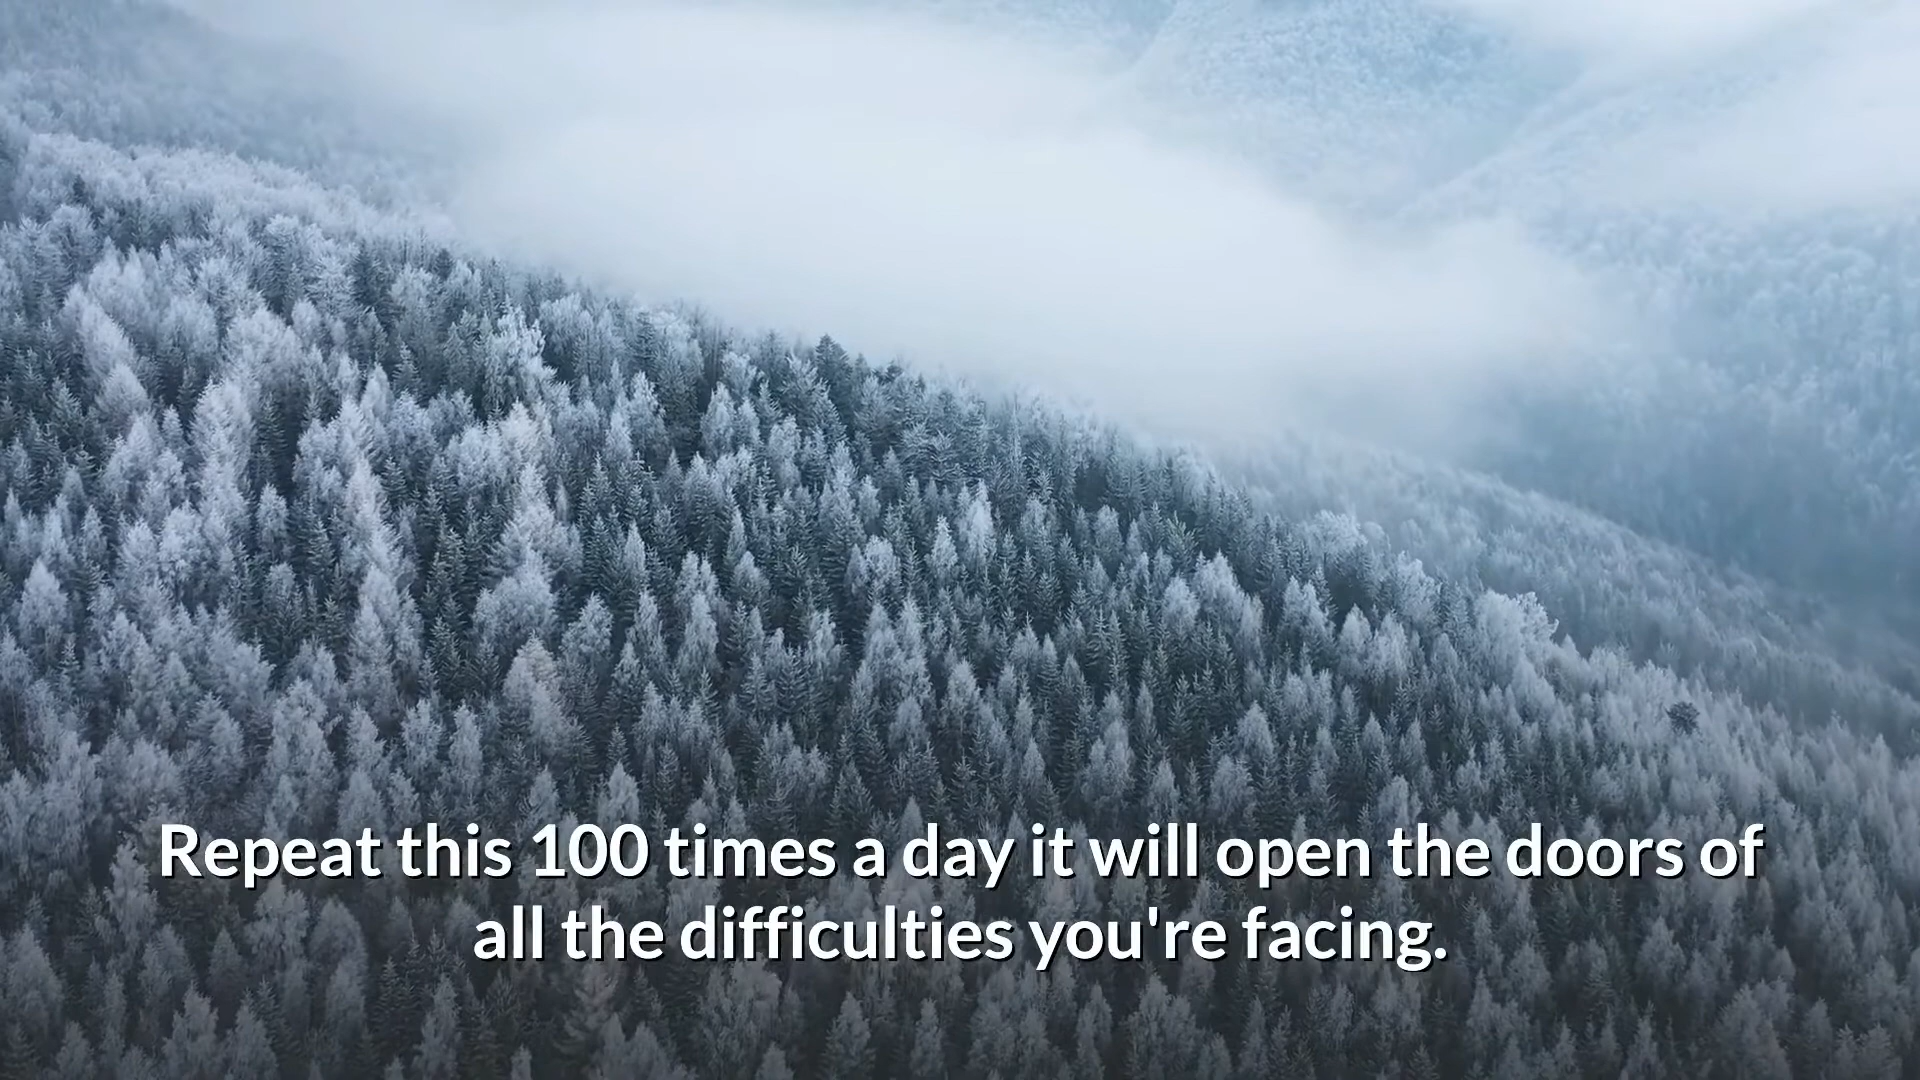 Repeat this 100 times a day it will open the doors of
all the difficulties you're facing.